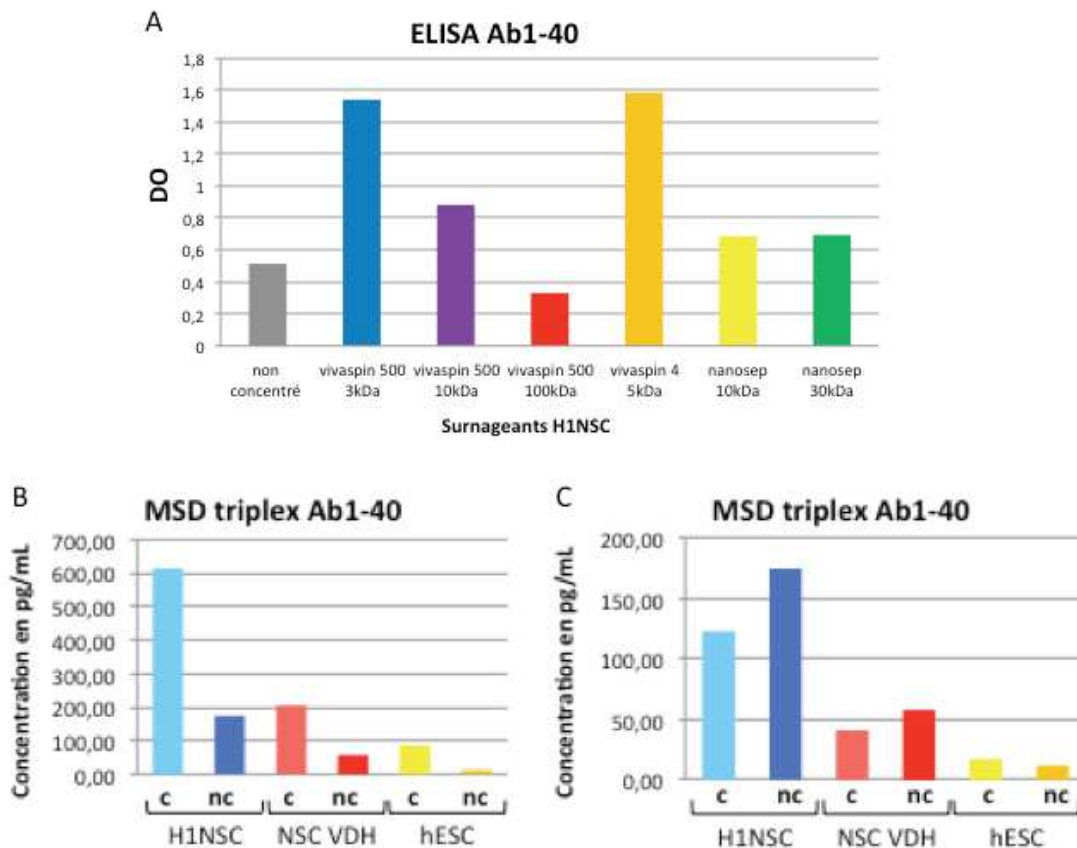 A
ELISA Ab1-40
1,8
1,6
1,4
1,2
1
0,8
0,6
0,4
0,2
0
DO
non vivaspin 500 vivaspin 500 vivaspin 500 vivaspin 4 nanosep nanosep
concentré 3kDa 10kDa 100kDa 5kDa 10kDa 30kDa
Surnageants H1NSC
B
MSD triplex Ab1-40
Concentration en pg/mL
700,00
600,00
500,00
400,00
300,00
200,00
100,00
0,00
c nc c nc c nc
H1NSC NSC VDH hESC
C
MSD triplex Ab1-40
Concentration en pg/mL
200,00
150,00
100,00
50,00
0,00
c nc c nc c nc
H1NSC NSC VDH hESC